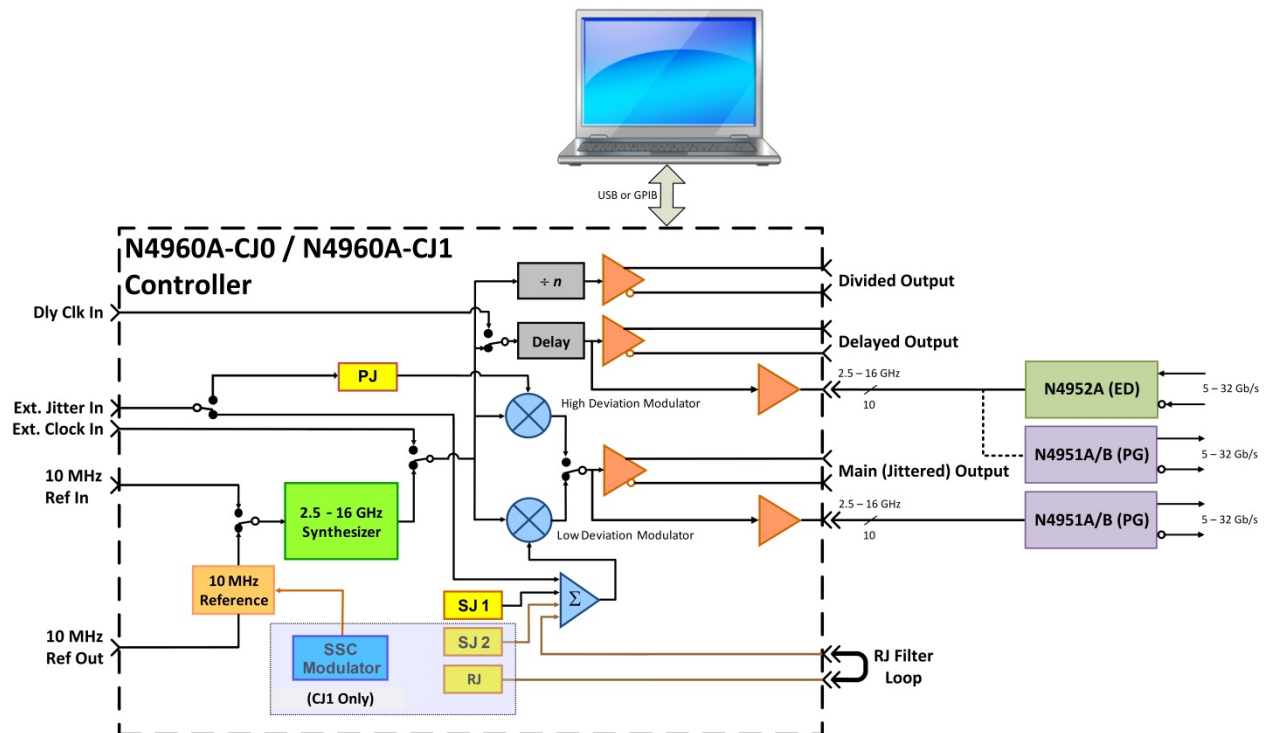 USB or GPIB
N4960A-CJ0 / N4960A-CJ1
Controller
÷ n
Divided Output
Dly Clk In
Delay
Delayed Output
PJ
2.5 – 16 GHz
10
N4952A (ED)
5 – 32 Gb/s
Ext. Jitter In
High Deviation Modulator
Ext. Clock In
N4951A/B (PG)
5 – 32 Gb/s
10 MHz
Ref In
Main (Jittered) Output
2.5 - 16 GHz
Synthesizer
2.5 – 16 GHz
10
N4951A/B (PG)
5 – 32 Gb/s
Low Deviation Modulator
10 MHz
Reference
SJ 1
Σ
10 MHz
Ref Out
SSC
Modulator
SJ 2
RJ
(CJ1 Only)
RJ Filter
Loop